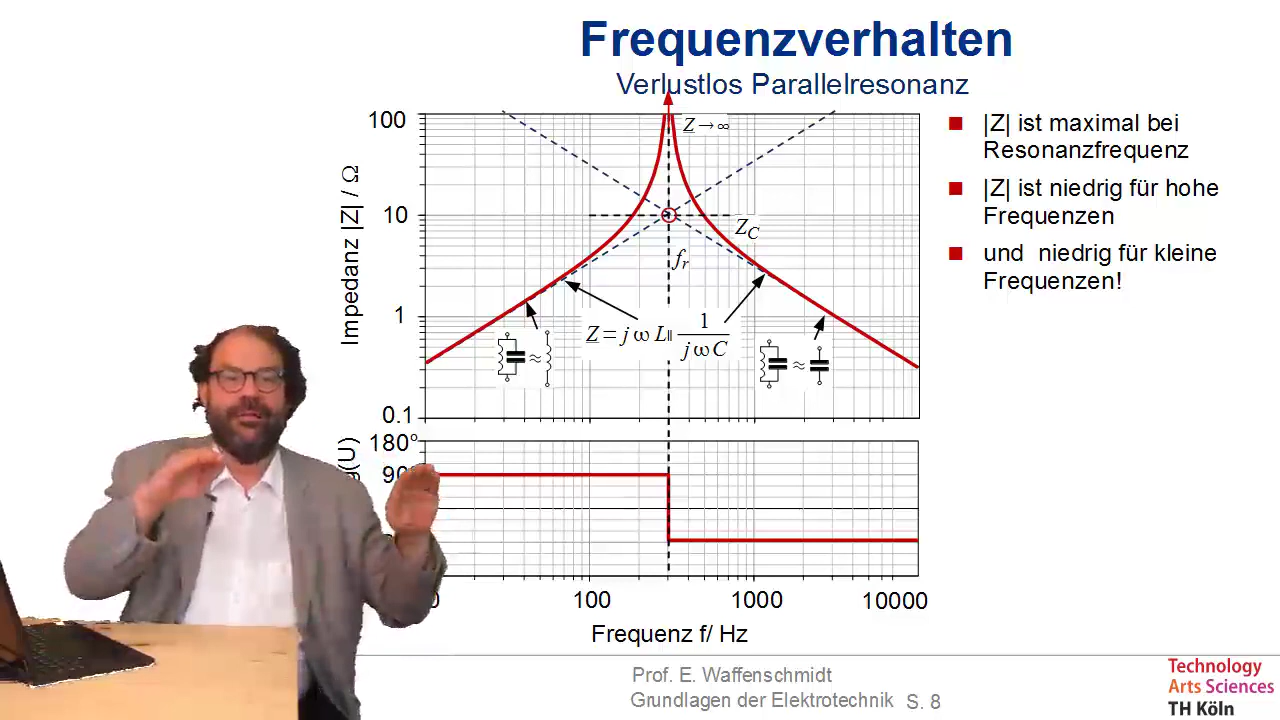 Frequenzverhalten
Verlustlos Parallelresonanz
|Z| ist maximal bei
Resonanzfrequenz
|Z| ist niedrig für hohe
Frequenzen
und niedrig für kleine
Frequenzen!
Impedanz |Z| / Ω
100
10
1
0.1
Z → ∞
Z_C
f_r
Z = j ω L || 1/(j ω C)
≈
≈
180°
90
g(U)
0
100
1000
10000
Frequenz f/ Hz
Prof. E. Waffenschmidt
Grundlagen der Elektrotechnik S. 8
Technology
Arts Sciences
TH Köln